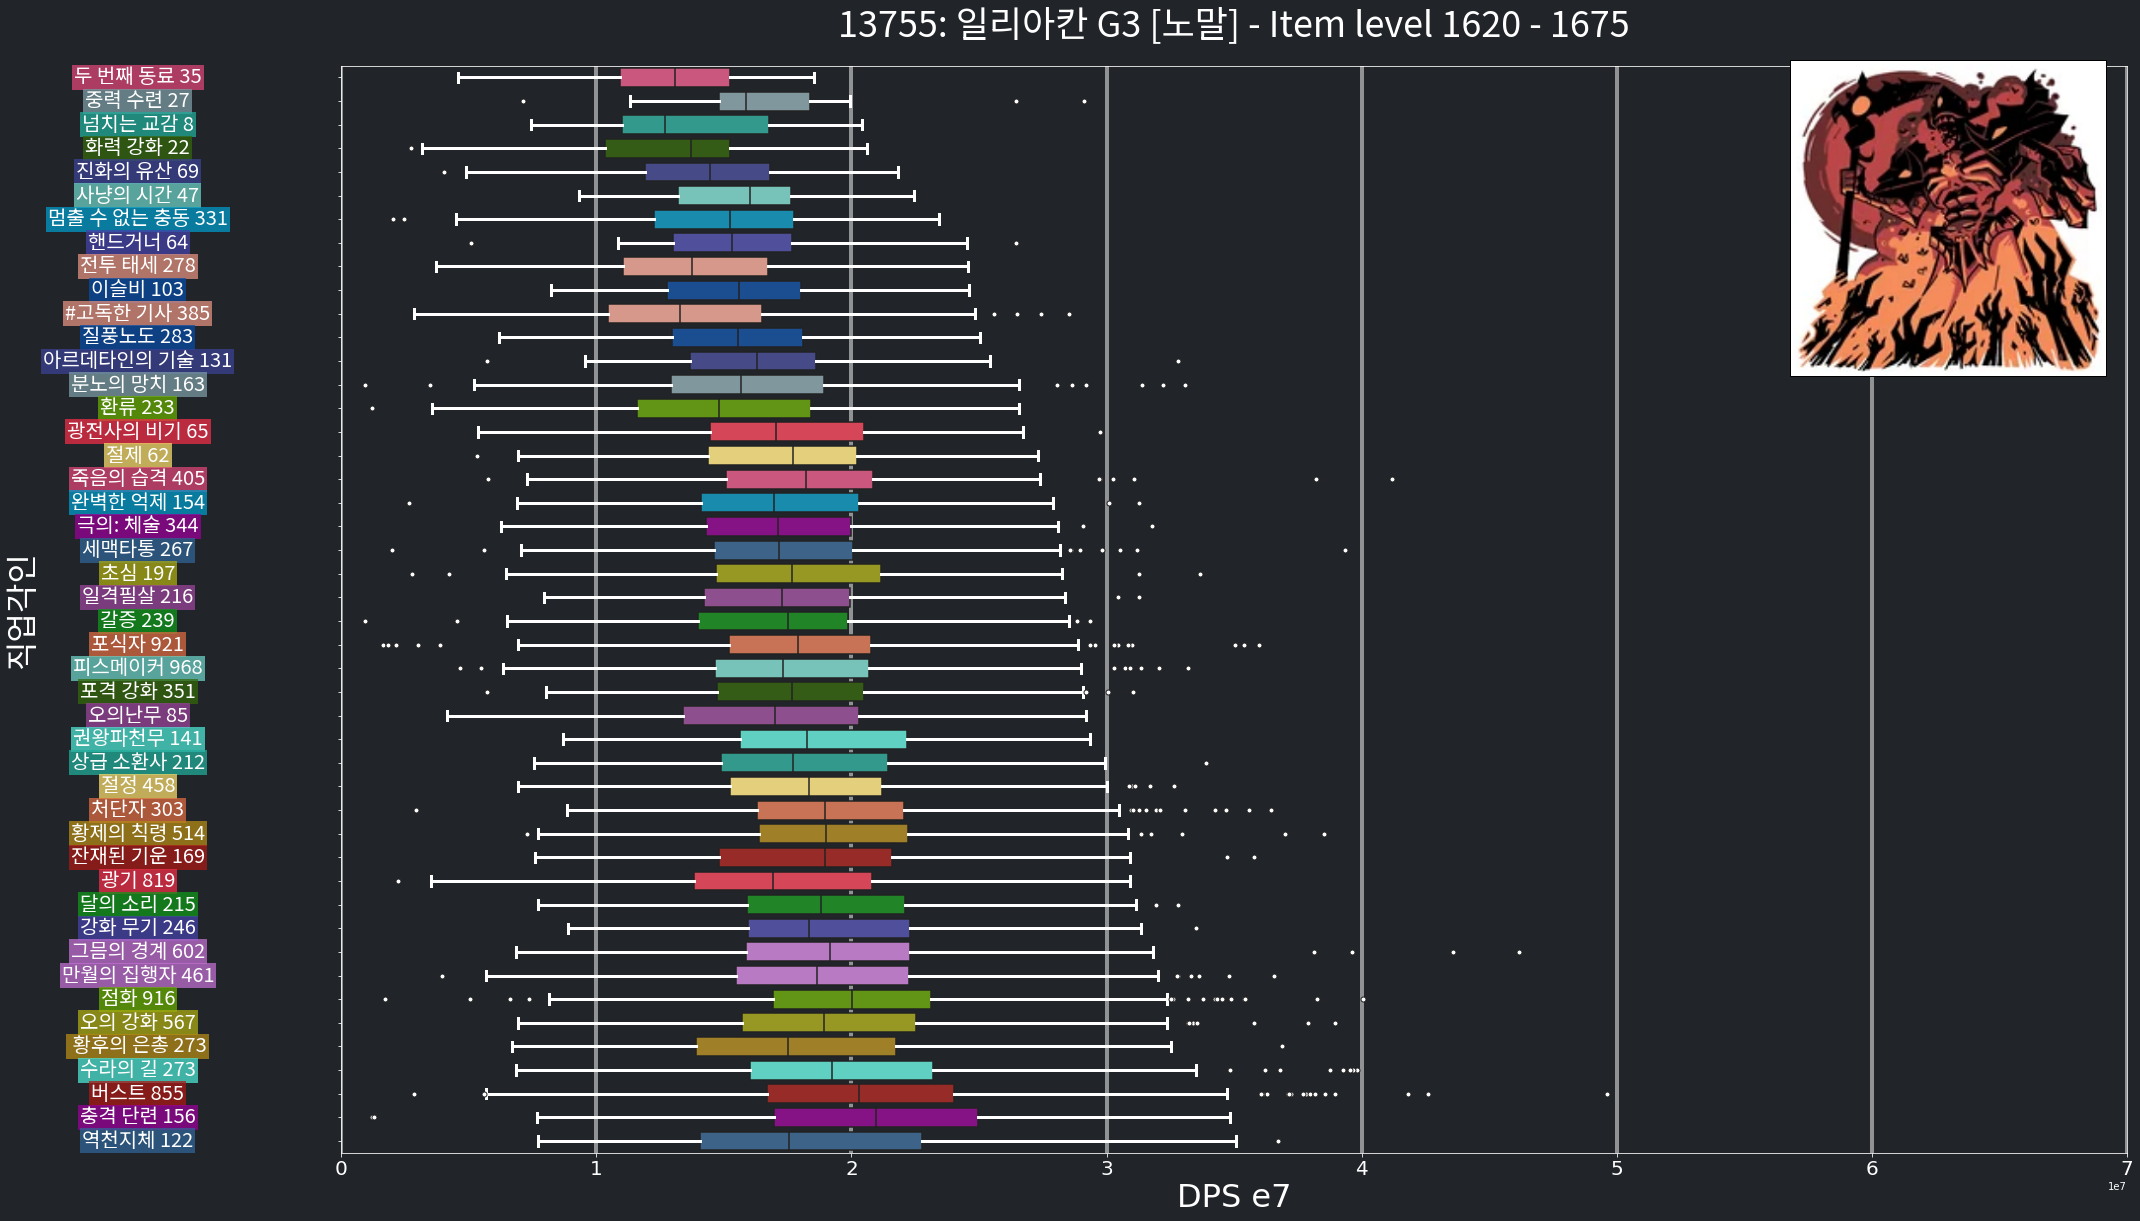 13755: 일리아칸 G3 [노말] - Item level 1620 - 1675
두 번째 동료 35
중력 수련 27
넘치는 교감 8
화력 강화 22
진화의 유산 69
사냥의 시간 47
멈출 수 없는 충동 331
핸드거너 64
전투 태세 278
이슬비 103
#고독한 기사 385
질풍노도 283
아르데타인의 기술 131
분노의 망치 163
환류 233
광전사의 비기 65
절제 62
죽음의 습격 405
완벽한 억제 154
극의: 체술 344
세맥타통 267
초심 197
일격필살 216
갈증 239
포식자 921
피스메이커 968
포격 강화 351
오의난무 85
권왕파천무 141
상급 소환사 212
절정 458
처단자 303
황제의 칙령 514
잔재된 기운 169
광기 819
달의 소리 215
강화 무기 246
그믐의 경계 602
만월의 집행자 461
점화 916
오의 강화 567
황후의 은총 273
수라의 길 273
버스트 855
충격 단련 156
역천지체 122
직업각인
0 1 2 3 4 5 6 7
1e7
DPS e7